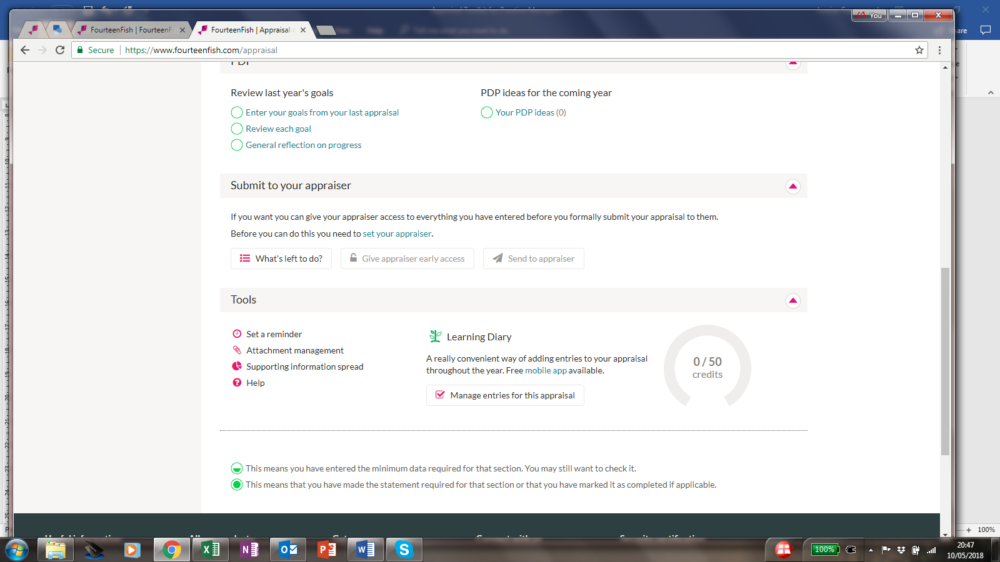 You
FourteenFish | FourteenFi
FourteenFish | Appraisal
Secure
https://www.fourteenfish.com/appraisal
PDP
Review last year's goals
PDP ideas for the coming year
Enter your goals from your last appraisal
Your PDP ideas (0)
Review each goal
General reflection on progress
Submit to your appraiser
If you want you can give your appraiser access to everything you have entered before you formally submit your appraisal to them.
Before you can do this you need to set your appraiser.
What's left to do?
Give appraiser early access
Send to appraiser
Tools
Set a reminder
Learning Diary
Attachment management
A really convenient way of adding entries to your appraisal
0 / 50
Supporting information spread
throughout the year. Free mobile app available.
credits
Help
Manage entries for this appraisal
This means you have entered the minimum data required for that section. You may still want to check it.
This means that you have made the statement required for that section or that you have marked it as completed if applicable.
100%
100%
20:47
10/05/2018